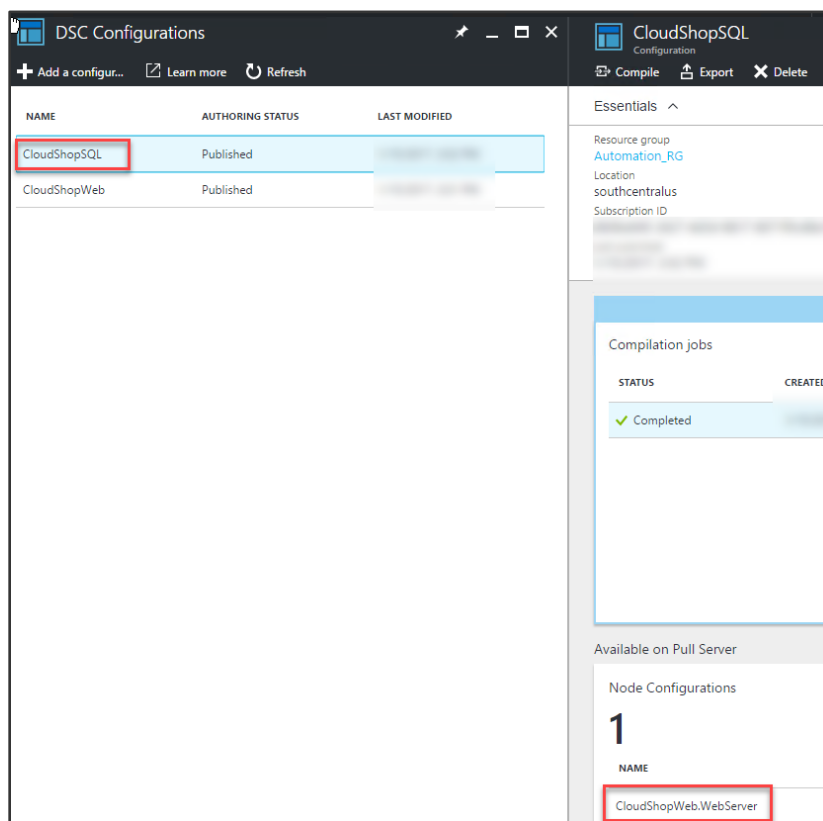 DSC Configurations
Add a configur...
Learn more
Refresh
NAME
AUTHORING STATUS
LAST MODIFIED
CloudShopSQL
Published
CloudShopWeb
Published
CloudShopSQL
Configuration
Compile
Export
Delete
Essentials
Resource group
Automation_RG
Location
southcentralus
Subscription ID
Compilation jobs
STATUS
CREATED
Completed
Available on Pull Server
Node Configurations
1
NAME
CloudShopWeb.WebServer